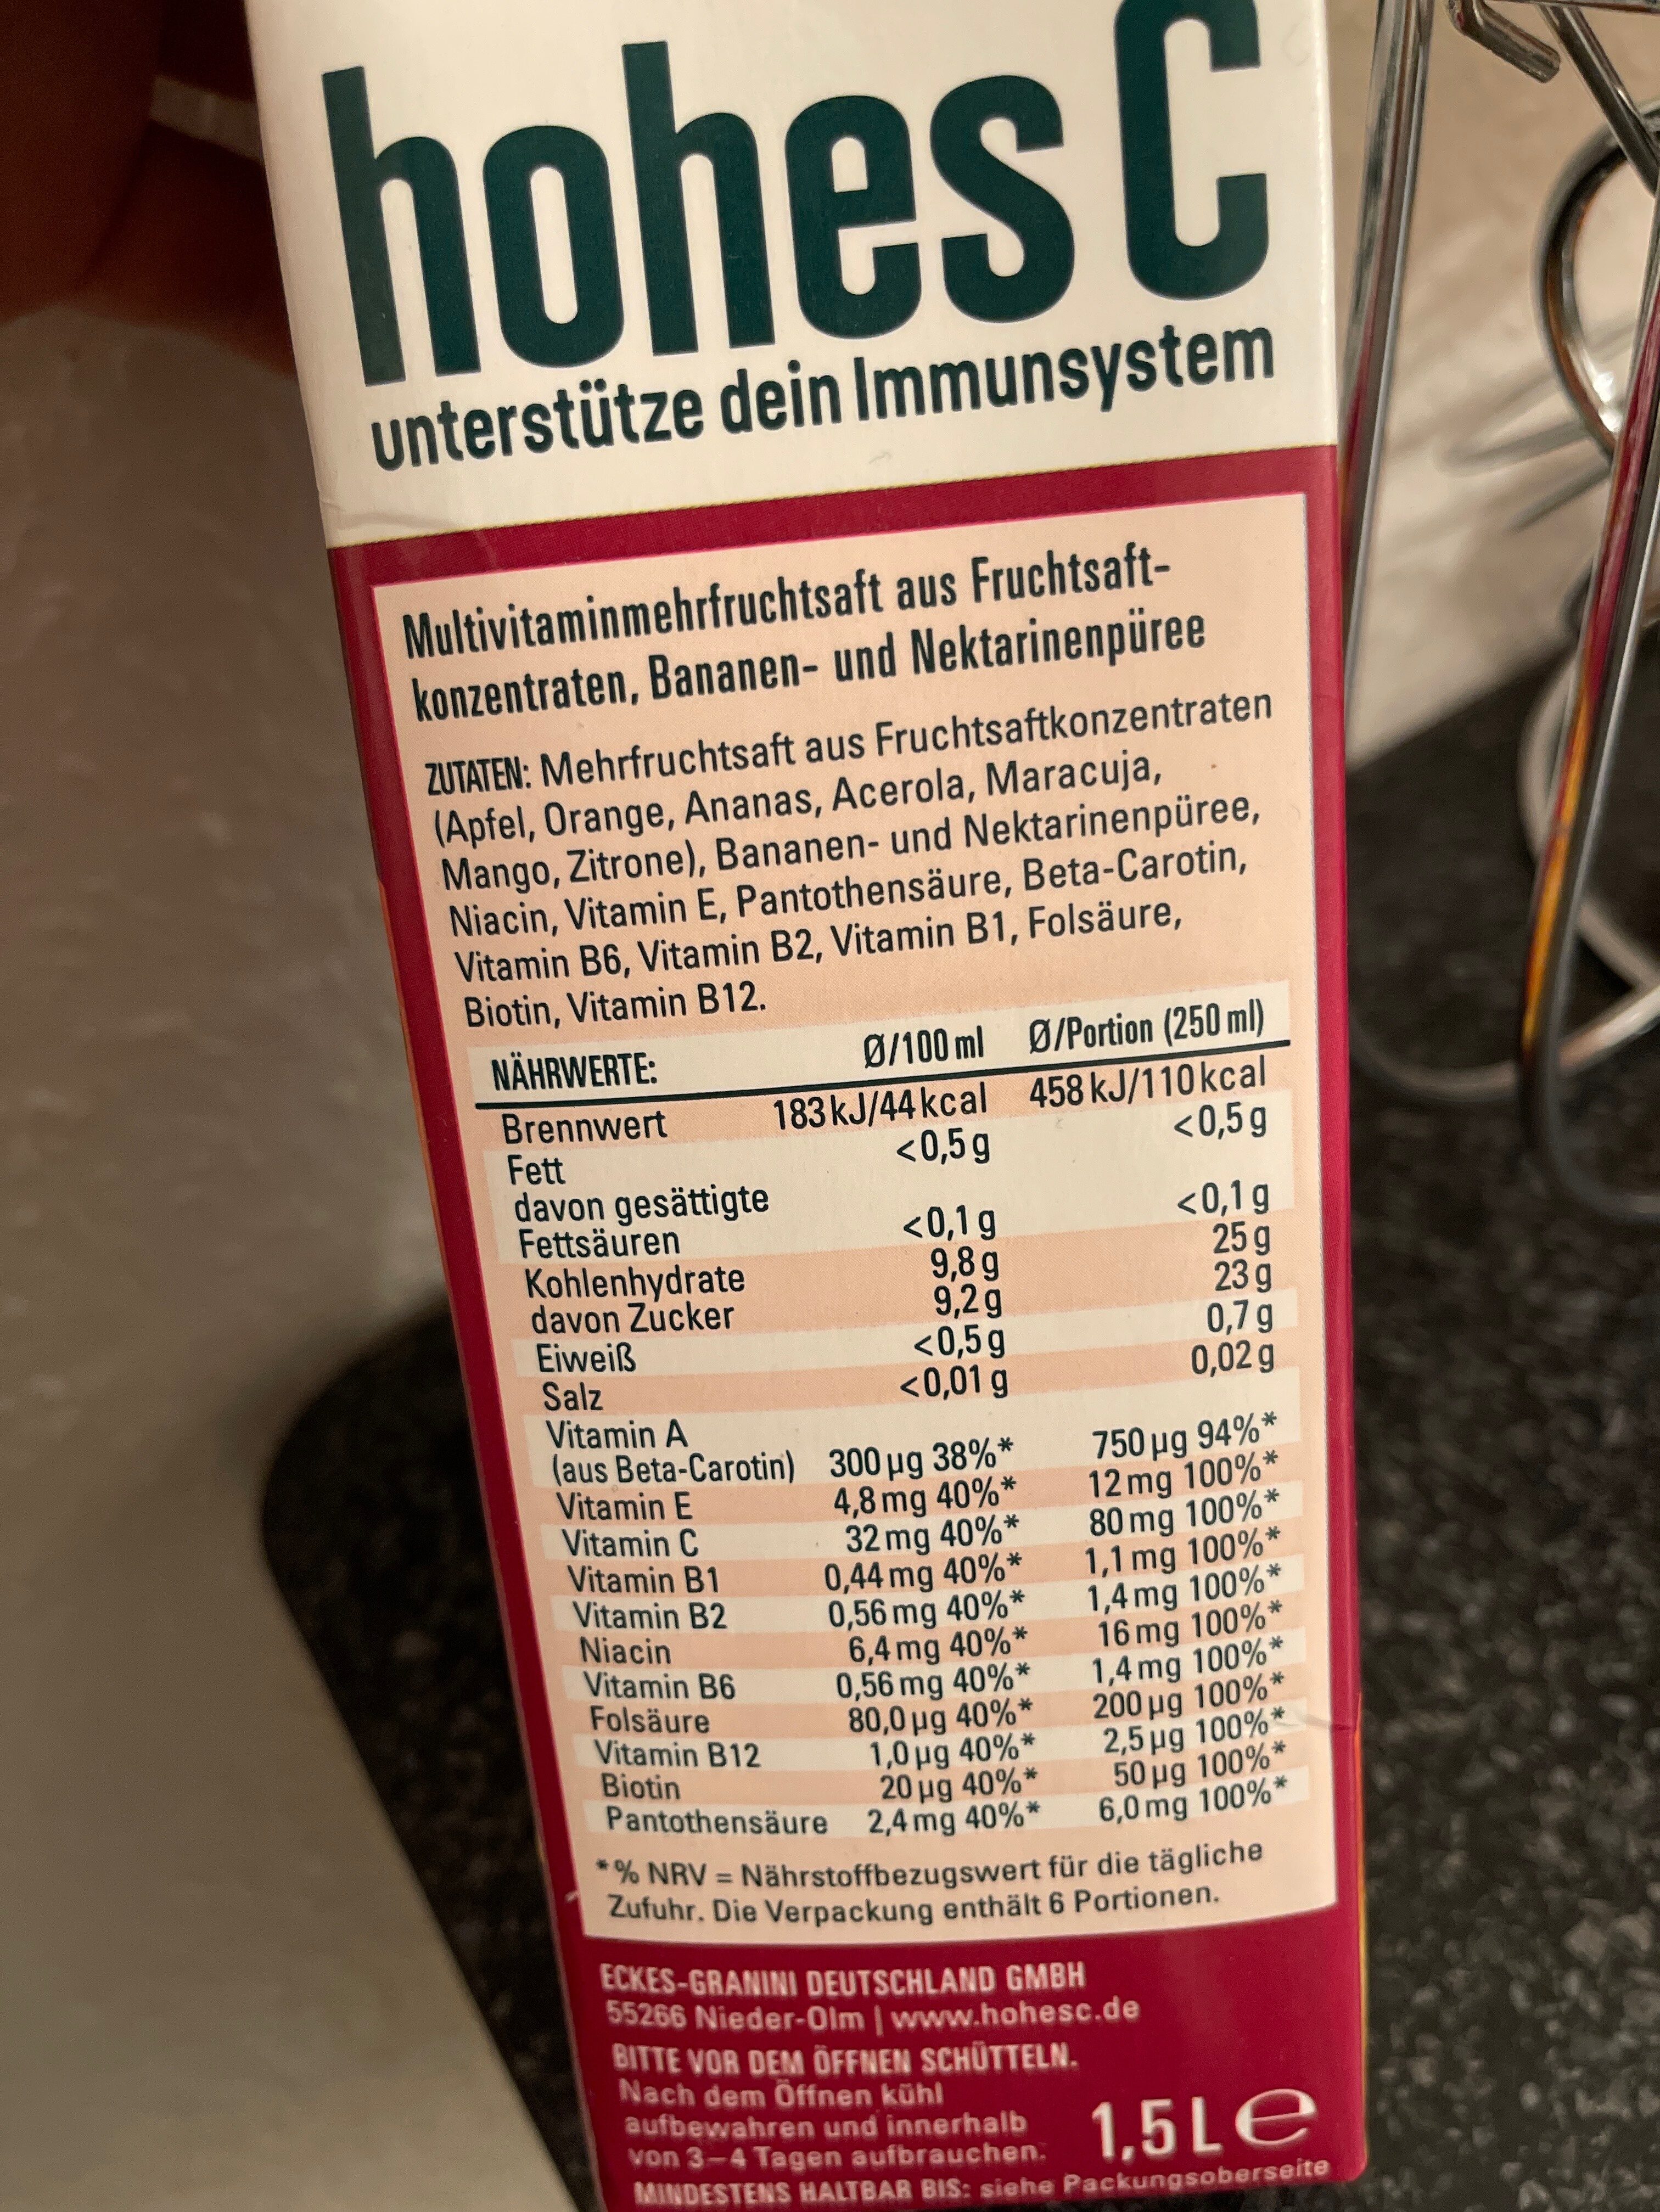 hohes C
unterstütze dein Immunsystem
Multivitaminmehrfruchtsaft aus Fruchtsaft-
konzentraten, Bananen- und Nektarinenpüree
ZUTATEN: Mehrfruchtsaft aus Fruchtsaftkonzentraten
(Apfel, Orange, Ananas, Acerola, Maracuja,
Mango, Zitrone), Bananen- und Nektarinenpüree,
Niacin, Vitamin E, Pantothensäure, Beta-Carotin,
Vitamin B6, Vitamin B2, Vitamin B1, Folsäure,
Biotin, Vitamin B12.
NÄHRWERTE: Ø/100 ml Ø/Portion (250 ml)
Brennwert 183 kJ/44 kcal 458 kJ/110 kcal
Fett <0,5 g <0,5 g
davon gesättigte
Fettsäuren <0,1 g <0,1 g
Kohlenhydrate 9,8 g 25 g
davon Zucker 9,2 g 23 g
Eiweiß <0,5 g 0,7 g
Salz <0,01 g 0,02 g
Vitamin A
(aus Beta-Carotin) 300 µg 38%* 750 µg 94%*
Vitamin E 4,8 mg 40%* 12 mg 100%*
Vitamin C 32 mg 40%* 80 mg 100%*
Vitamin B1 0,44 mg 40%* 1,1 mg 100%*
Vitamin B2 0,56 mg 40%* 1,4 mg 100%*
Niacin 6,4 mg 40%* 16 mg 100%*
Vitamin B6 0,56 mg 40%* 1,4 mg 100%*
Folsäure 80,0 µg 40%* 200 µg 100%*
Vitamin B12 1,0 µg 40%* 2,5 µg 100%*
Biotin 20 µg 40%* 50 µg 100%*
Pantothensäure 2,4 mg 40%* 6,0 mg 100%*
*% NRV = Nährstoffbezugswert für die tägliche
Zufuhr. Die Verpackung enthält 6 Portionen.
ECKES-GRANINI DEUTSCHLAND GMBH
55266 Nieder-Olm | www.hohesc.de
BITTE VOR DEM ÖFFNEN SCHÜTTELN.
Nach dem Öffnen kühl
aufbewahren und innerhalb
von 3–4 Tagen aufbrauchen.
1,5 L e
MINDESTENS HALTBAR BIS: siehe Packungsoberseite